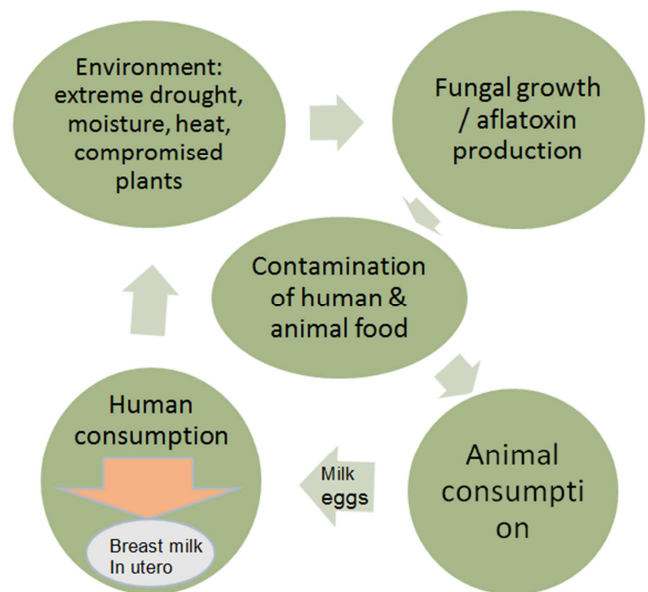 Environment:
extreme drought,
moisture, heat,
compromised
plants
Fungal growth
/ aflatoxin
production
Contamination
of human &
animal food
Human
consumption
Breast milk
In utero
Milk
eggs
Animal
consumpti
on